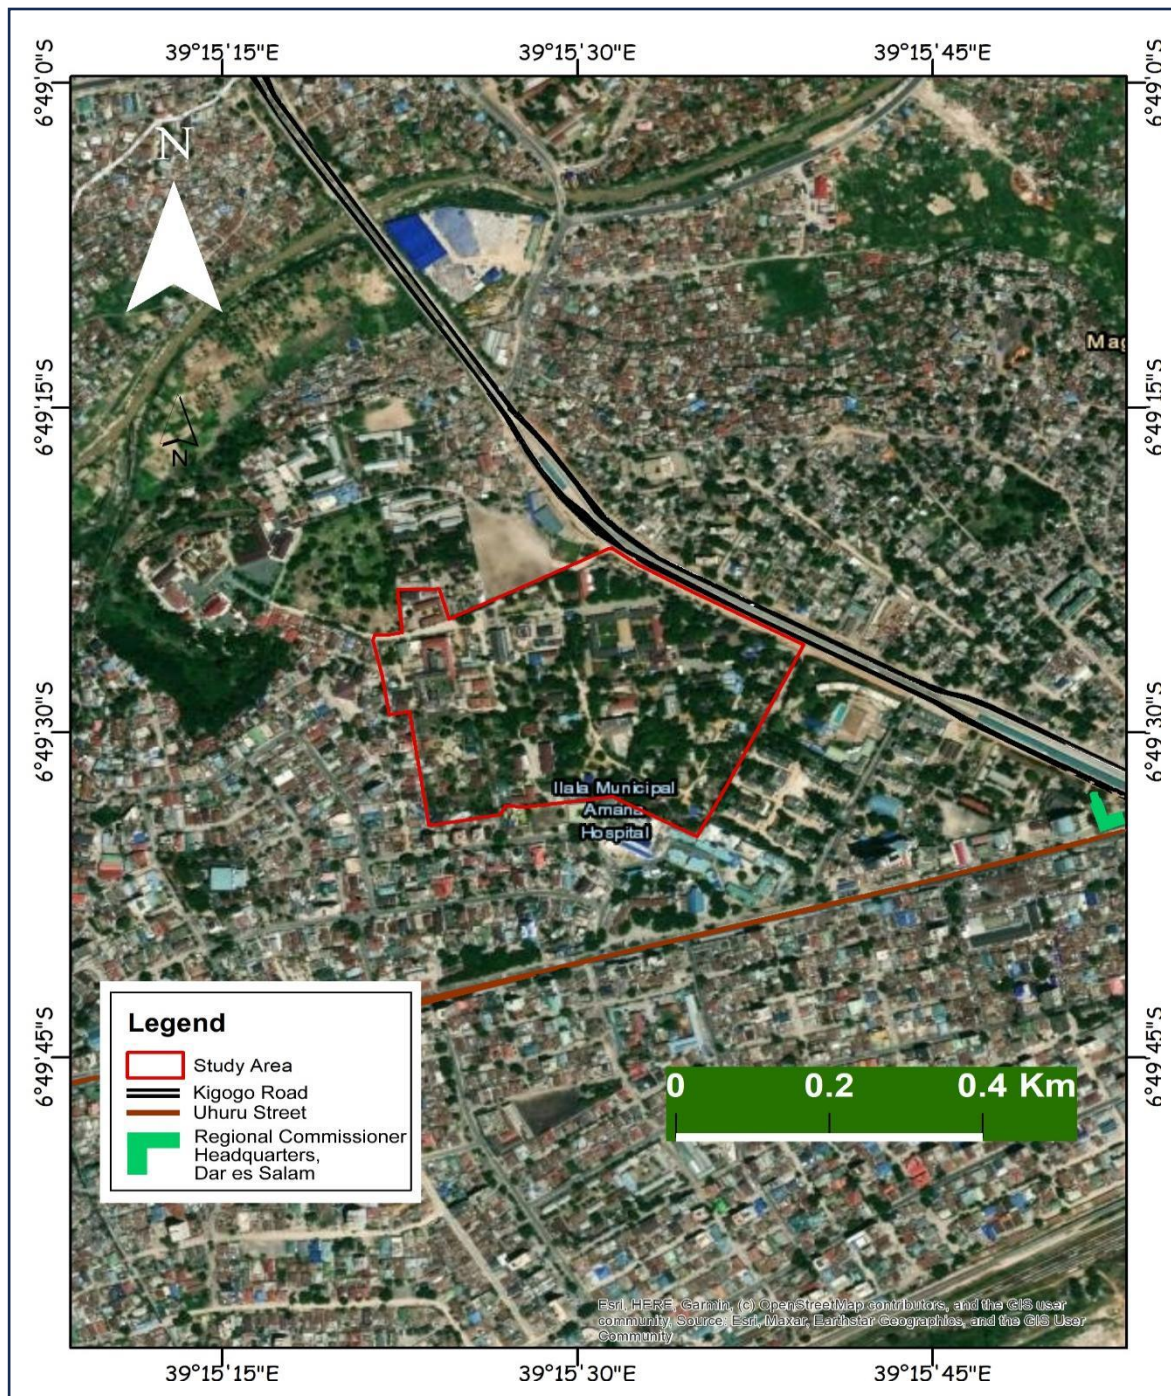 39°15'15"E 39°15'30"E 39°15'45"E
6°49'0"S 6°49'0"S
N
Mag
6°49'15"S 6°49'15"S
N
6°49'30"S 6°49'30"S
Ilala Municipal
Amana
Hospital
Legend
Study Area
Kigogo Road
Uhuru Street
Regional Commissioner
Headquarters,
Dar es Salam
6°49'45"S 6°49'45"S
0 0.2 0.4 Km
Esri, HERE, Garmin, (c) OpenStreetMap contributors, and the GIS user
community, Source: Esri, Maxar, Earthstar Geographics, and the GIS User
Community
39°15'15"E 39°15'30"E 39°15'45"E